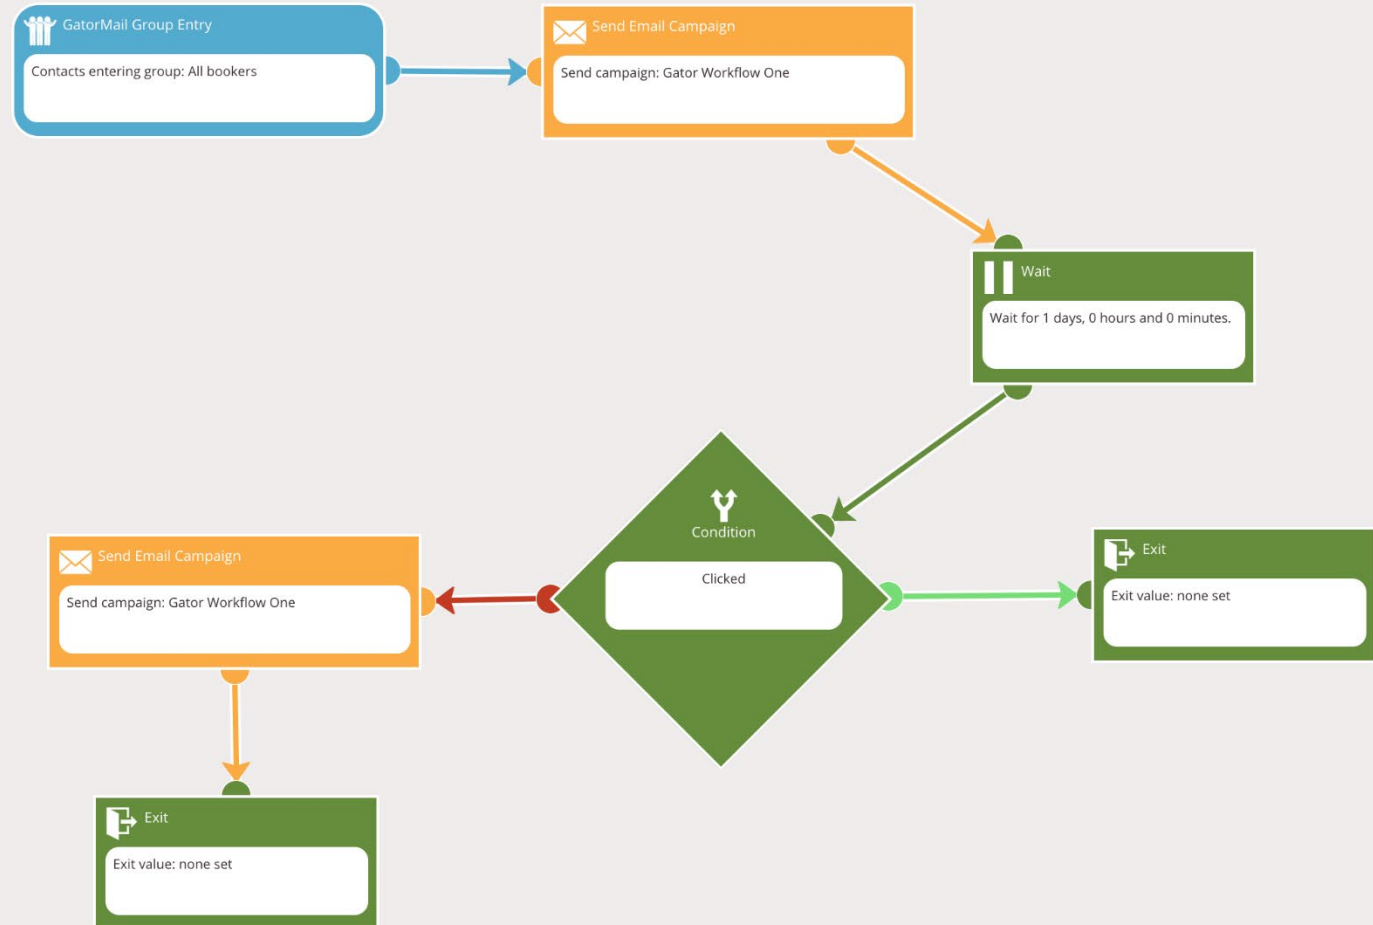 GatorMail Group Entry
Contacts entering group: All bookers
Send Email Campaign
Send campaign: Gator Workflow One
Wait
Wait for 1 days, 0 hours and 0 minutes.
Condition
Clicked
Send Email Campaign
Send campaign: Gator Workflow One
Exit
Exit value: none set
Exit
Exit value: none set